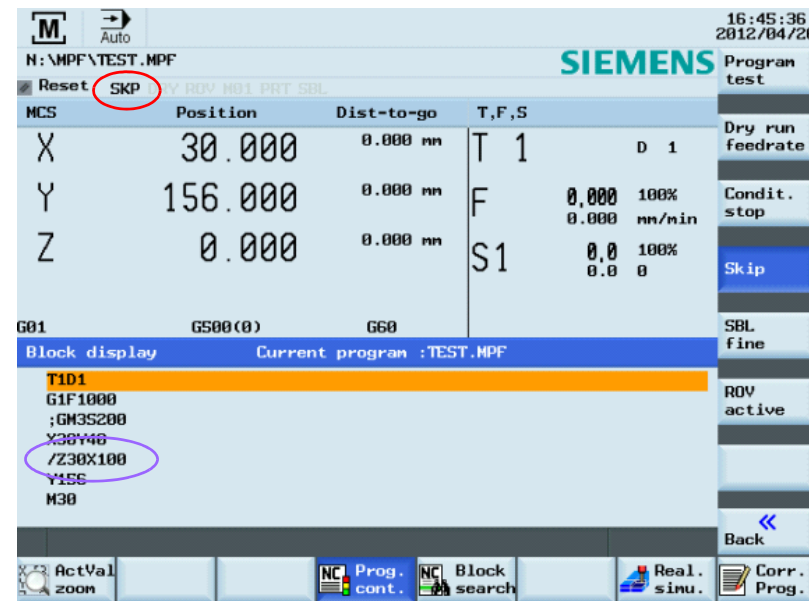 M
Auto
16:45:36
2012/04/20
N:\MPF\TEST.MPF
SIEMENS
Reset SKP DRY ROV M01 PRT SBL
MCS Position Dist-to-go T,F,S
X 30.000 0.000 mm T 1 D 1
Y 156.000 0.000 mm F 0,000 100%
0.000 mm/min
Z 0.000 0.000 mm S1 0,0 100%
0.0 0
G01 G500(0) G60
Block display Current program :TEST.MPF
T1D1
G1F1000
;GM3S200
X30Y40
/Z30X100
Y156
M30
Program
test
Dry run
feedrate
Condit.
stop
Skip
SBL
fine
ROV
active
«
Back
ActVal
zoom
NC Prog.
cont.
NC Block
search
Real.
simu.
Corr.
Prog.